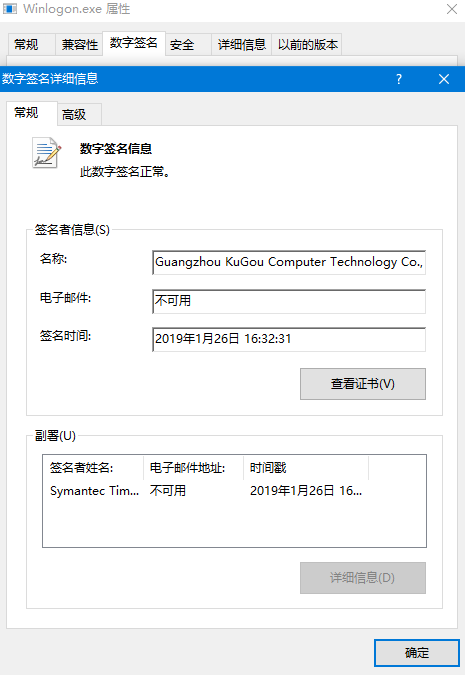 Winlogon.exe 属性
常规 兼容性 数字签名 安全 详细信息 以前的版本
数字签名详细信息 ?
常规 高级
数字签名信息
此数字签名正常。
签名者信息(S)
名称: Guangzhou KuGou Computer Technology Co.,
电子邮件: 不可用
签名时间: 2019年1月26日 16:32:31
查看证书(V)
副署(U)
签名者姓名: 电子邮件地址: 时间戳
Symantec Tim... 不可用 2019年1月26日 16...
详细信息(D)
确定